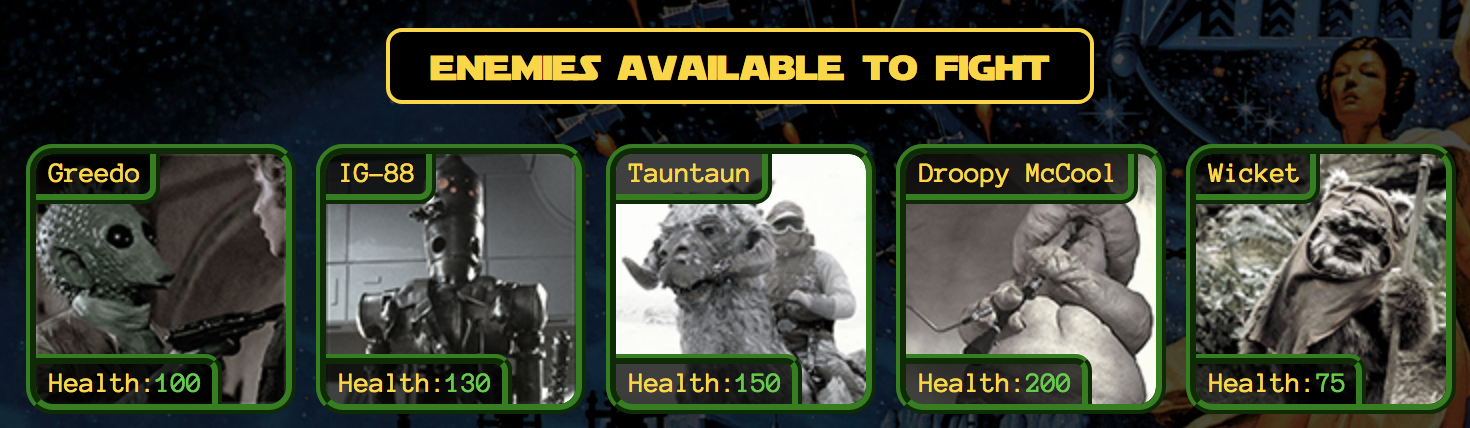 ENEMIES AVAILABLE TO FIGHT
Greedo
Health:100
IG-88
Health:130
Tauntaun
Health:150
Droopy McCool
Health:200
Wicket
Health:75